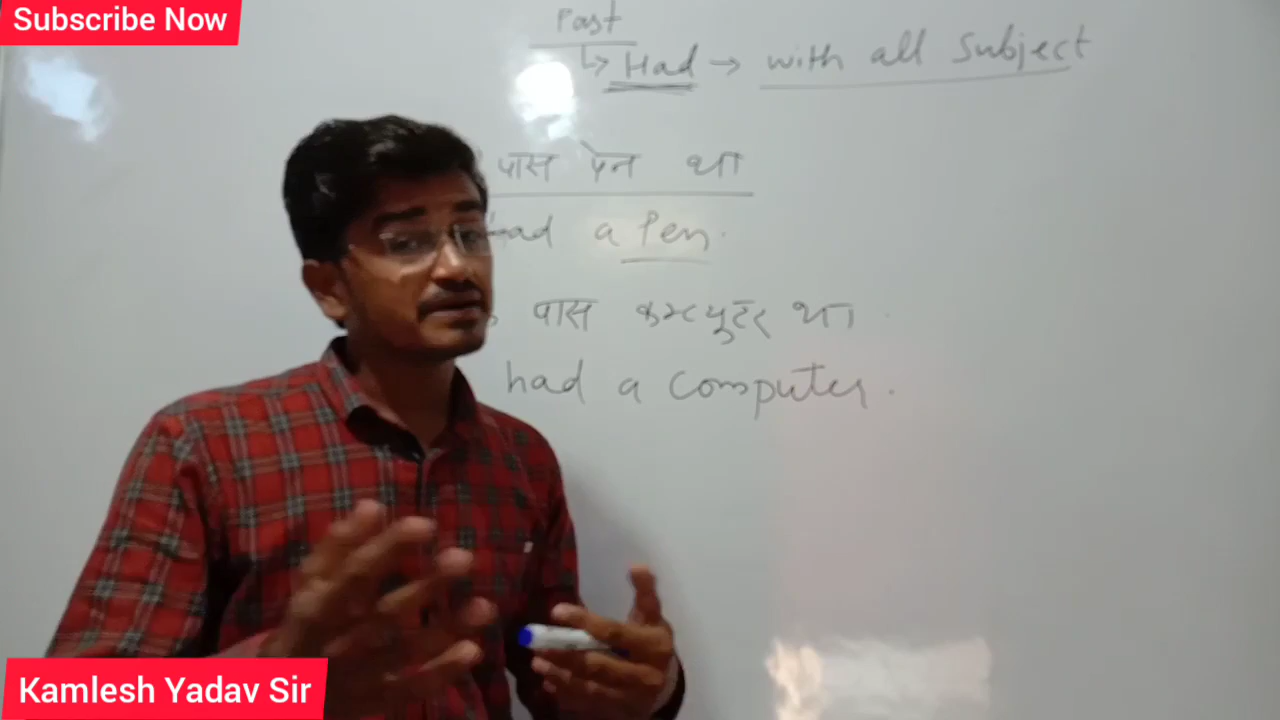 Subscribe Now
Past
↳ Had → with all Subject
पास पेन था
had a Pen.
पास कम्प्यूटर था .
had a computer.
Kamlesh Yadav Sir